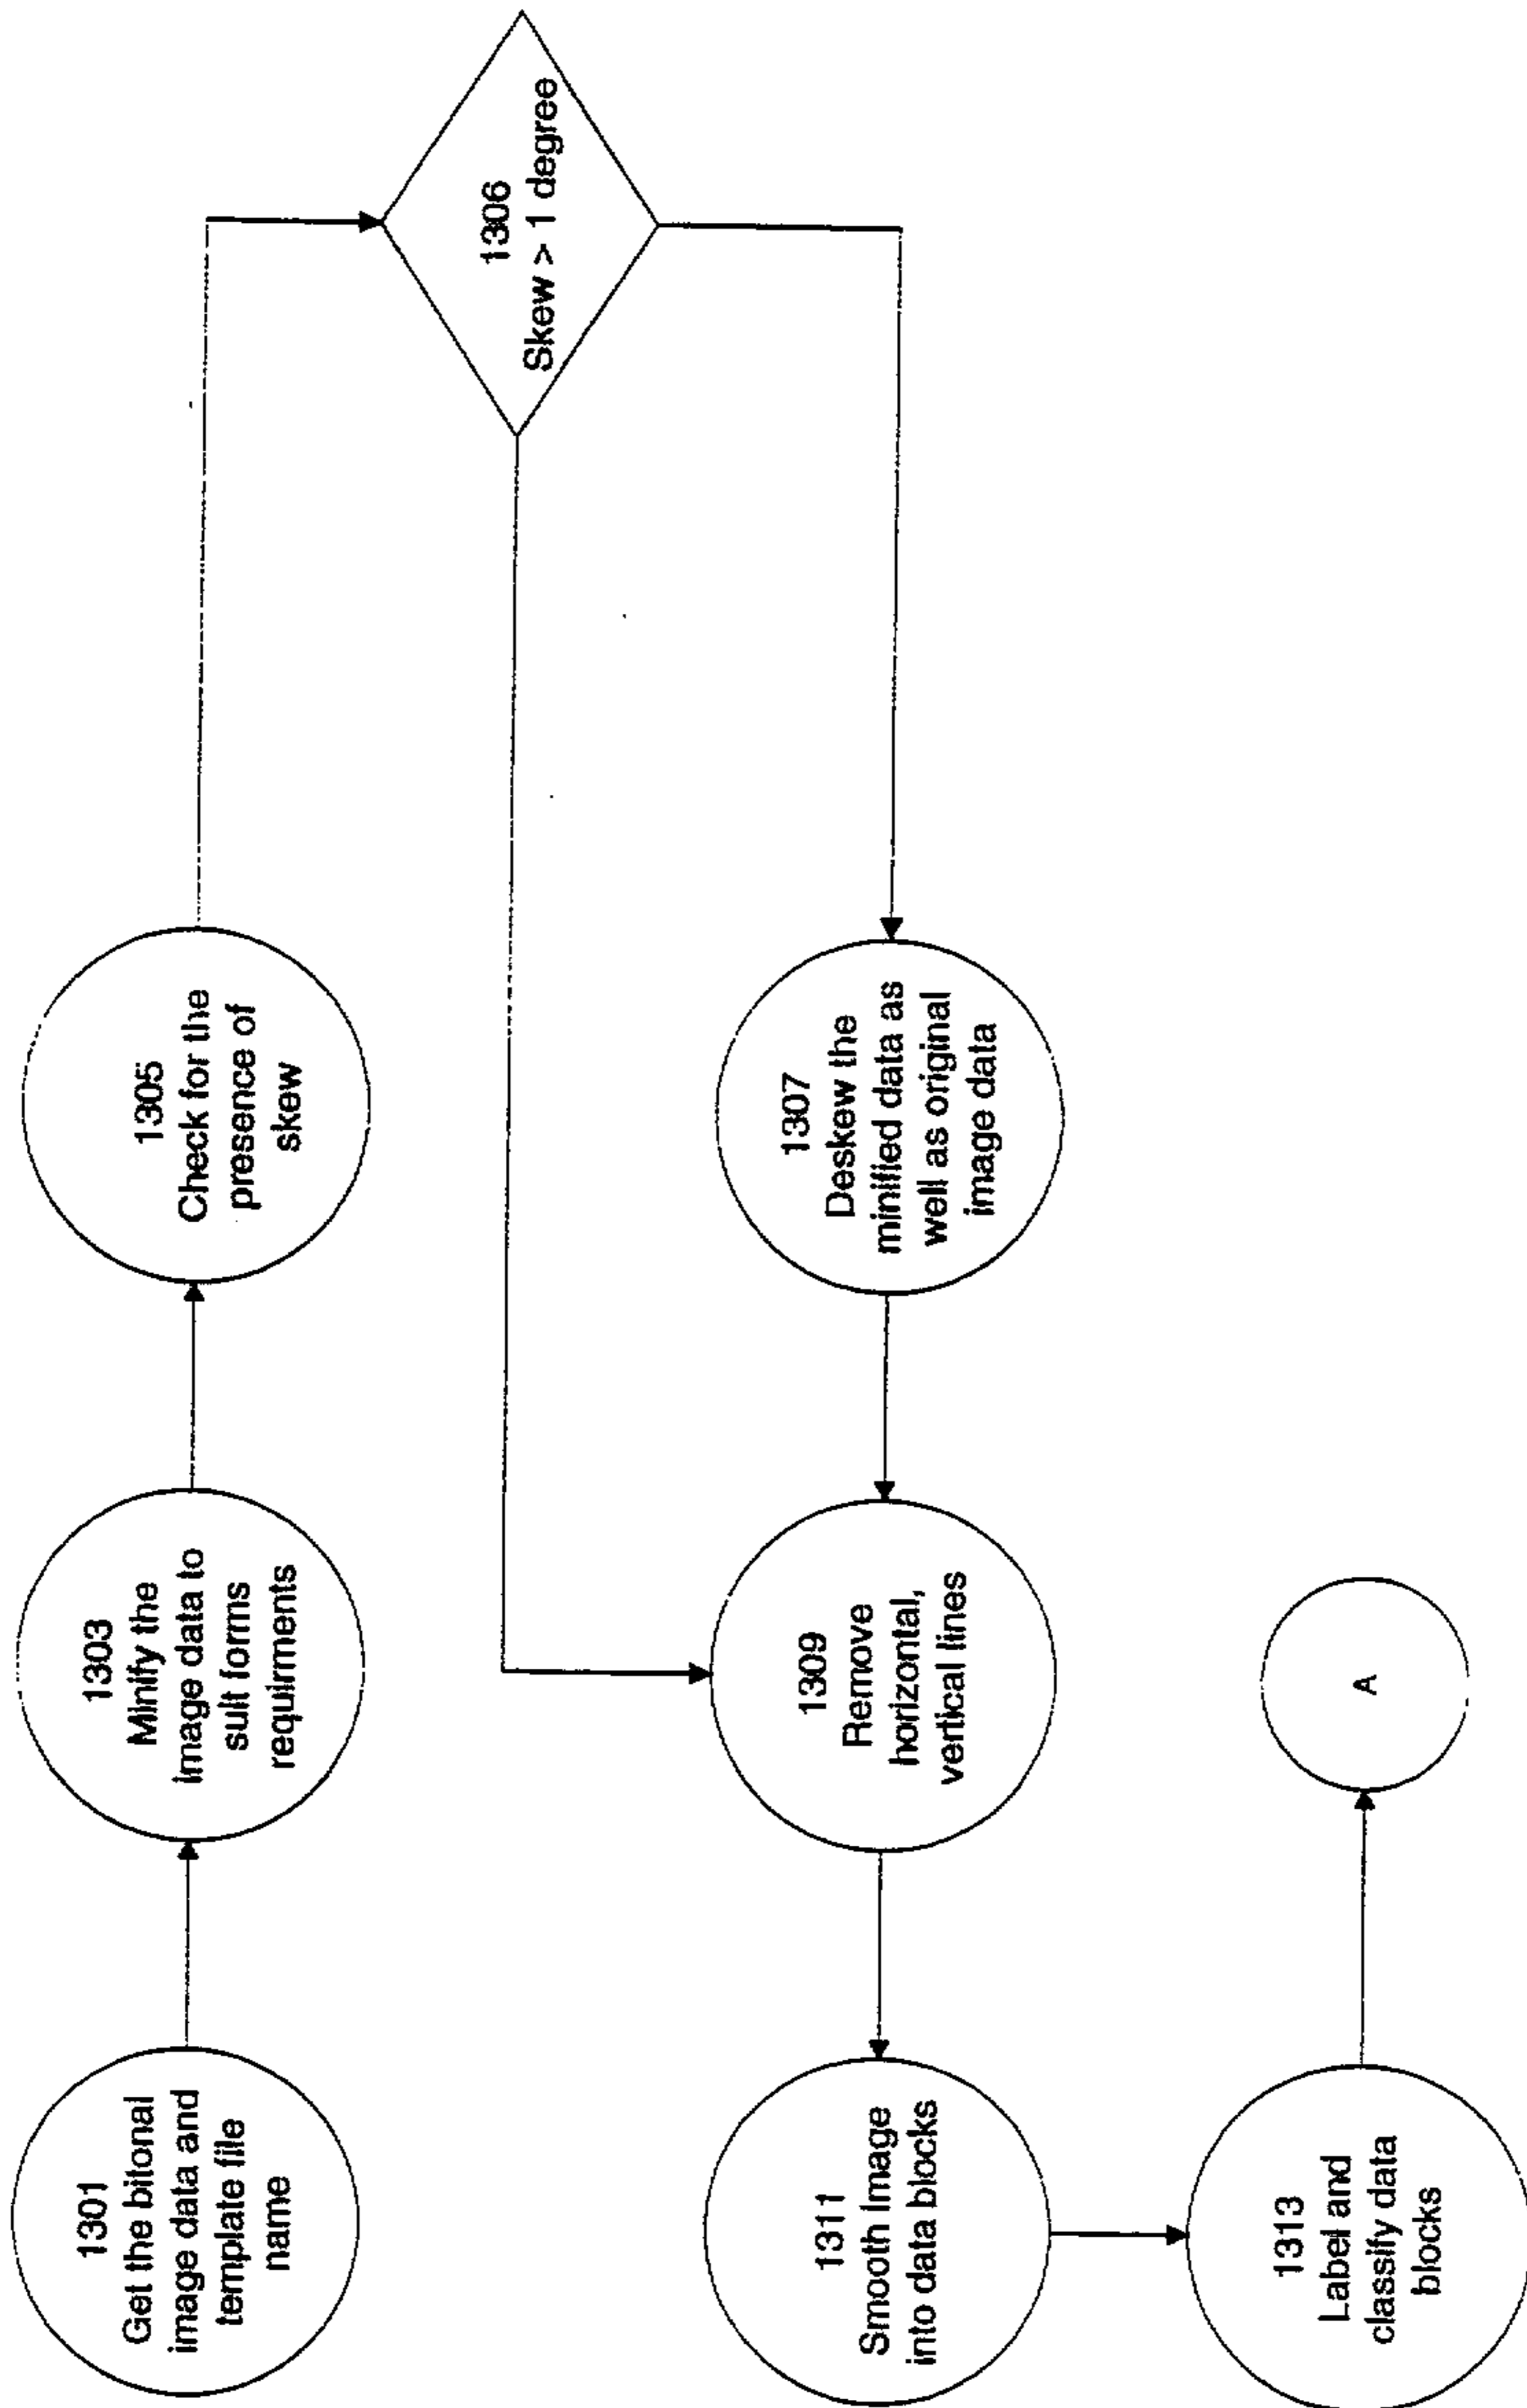 1301
Get the bitonal
image data and
template file
name
1303
Minify the
image data to
suit forms
requirments
1305
Check for the
presence of
skew
1306
Skew > 1 degree
1307
Deskew the
minified data as
well as original
image data
1309
Remove
horizontal,
vertical lines
1311
Smooth image
into data blocks
1313
Label and
classify data
blocks
A